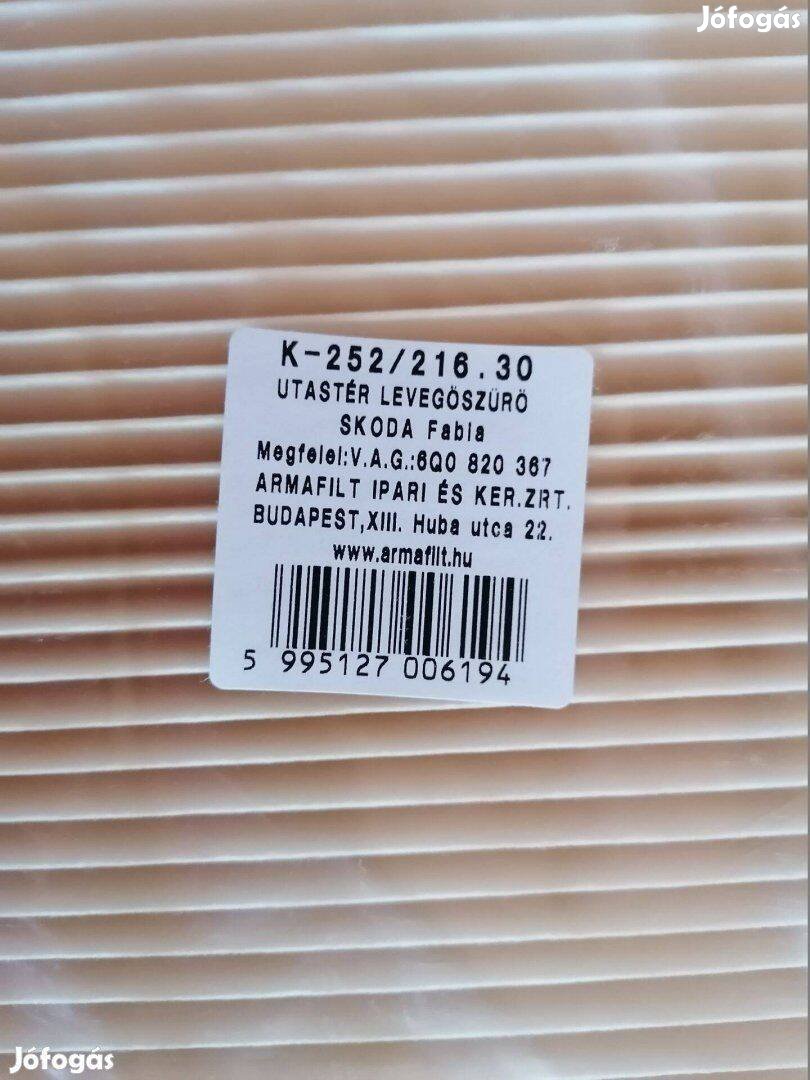 Jófogás
K-252/216.30
UTASTÉR LEVEGÖSZÜRÖ
SKODA Fabia
Megfelel:V.A.G.:6Q0 820 367
ARMAFILT IPARI ÉS KER.ZRT.
BUDAPEST,XIII. Huba utca 22.
www.armafilt.hu
5 995127 006194
Jófogás